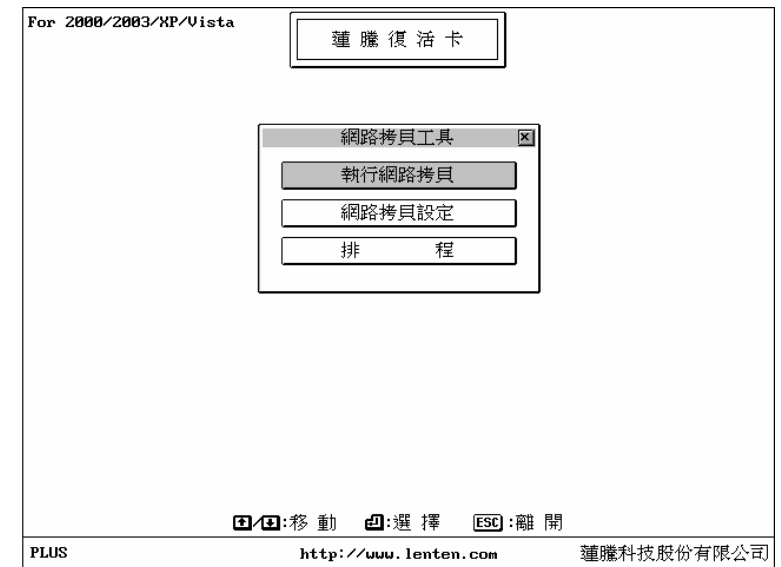 For 2000/2003/XP/Vista
蓮騰復活卡
網路拷貝工具
執行網路拷貝
網路拷貝設定
排 程
↑/↓:移動 ↵:選擇 ESC:離開
PLUS http://www.lenten.com 蓮騰科技股份有限公司